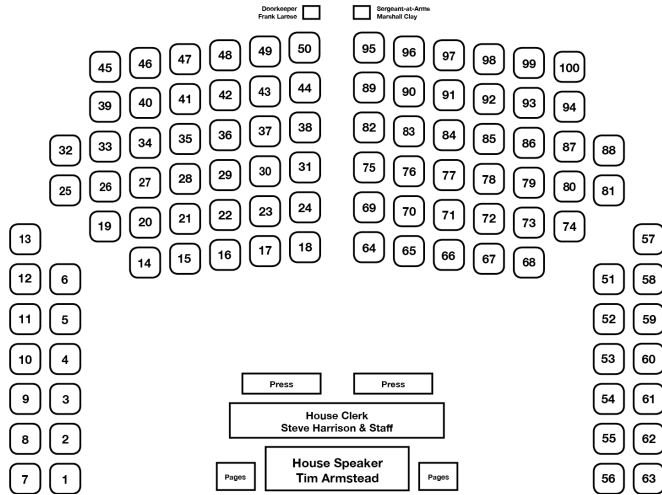 Doorkeeper
Frank Larese
Sergeant-at-Arms
Marshall Clay
45 46 47 48 49 50 95 96 97 98 99 100
39 40 41 42 43 44 89 90 91 92 93 94
32 33 34 35 36 37 38 82 83 84 85 86 87 88
25 26 27 28 29 30 31 75 76 77 78 79 80 81
19 20 21 22 23 24 69 70 71 72 73 74
13 14 15 16 17 18 64 65 66 67 68 57
12 6 51 58
11 5 52 59
10 4 53 60
Press Press
9 3 54 61
House Clerk
Steve Harrison & Staff
8 2 55 62
House Speaker
Tim Armstead
7 1 Pages Pages 56 63